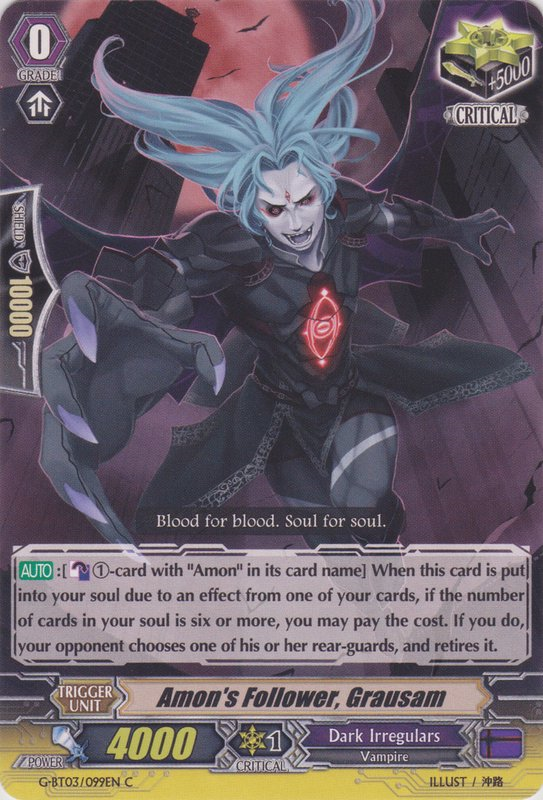 0
GRADE
+5000
CRITICAL
SHIELD
10000
Blood for blood. Soul for soul.
AUTO :[ ①-card with "Amon" in its card name] When this card is put
into your soul due to an effect from one of your cards, if the number
of cards in your soul is six or more, you may pay the cost. If you do,
your opponent chooses one of his or her rear-guards, and retires it.
TRIGGER
UNIT
Amon's Follower, Grausam
POWER
4000
1
CRITICAL
Dark Irregulars
Vampire
G-BT03/099EN C
ILLUST / 沖路